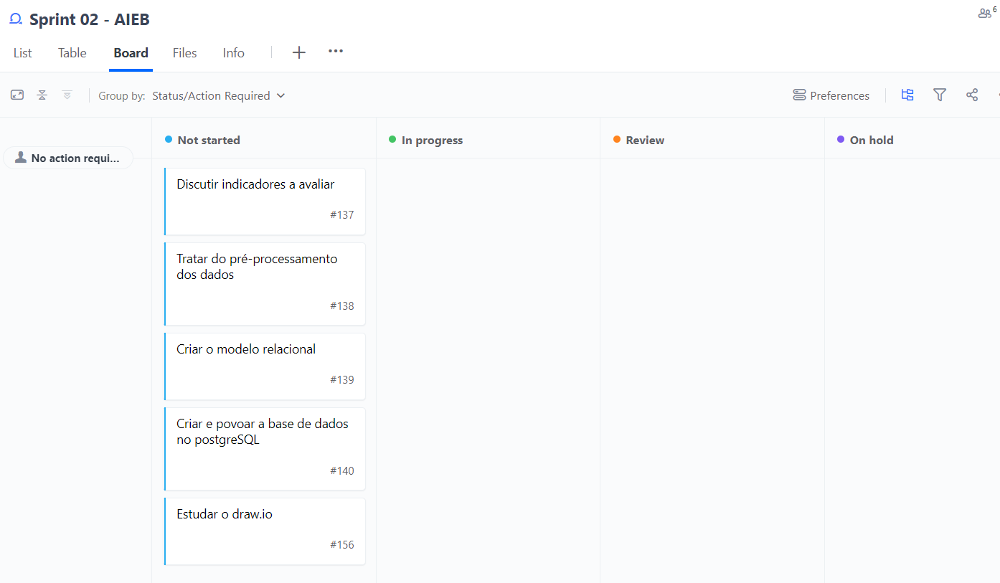 Sprint 02 - AIEB
6
List Table Board Files Info
Group by: Status/Action Required
Preferences
Not started In progress Review On hold
No action requi...
Discutir indicadores a avaliar
#137
Tratar do pré-processamento
dos dados
#138
Criar o modelo relacional
#139
Criar e povoar a base de dados
no postgreSQL
#140
Estudar o draw.io
#156